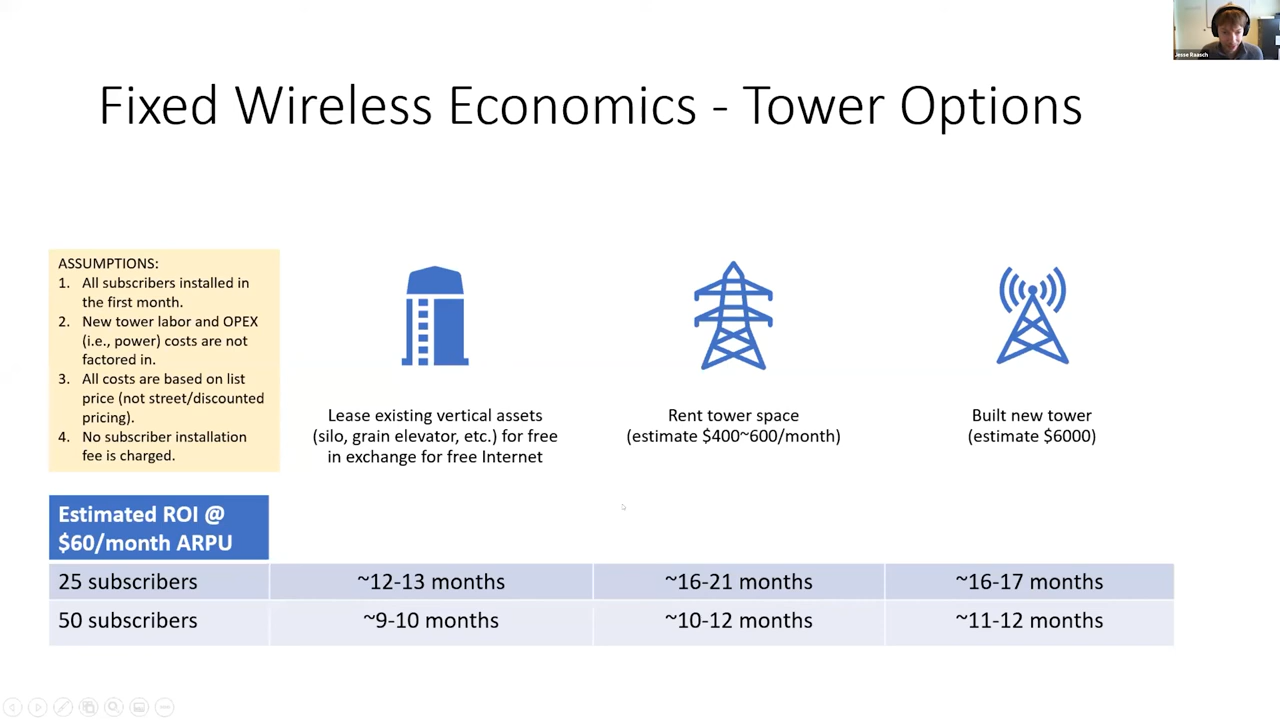 Jesse Raasch
Fixed Wireless Economics - Tower Options
ASSUMPTIONS:
1. All subscribers installed in
the first month.
2. New tower labor and OPEX
(i.e., power) costs are not
factored in.
3. All costs are based on list
price (not street/discounted
pricing).
4. No subscriber installation
fee is charged.
Lease existing vertical assets
(silo, grain elevator, etc.) for free
in exchange for free Internet
Rent tower space
(estimate $400~600/month)
Built new tower
(estimate $6000)
Estimated ROI @
$60/month ARPU
25 subscribers ~12-13 months ~16-21 months ~16-17 months
50 subscribers ~9-10 months ~10-12 months ~11-12 months